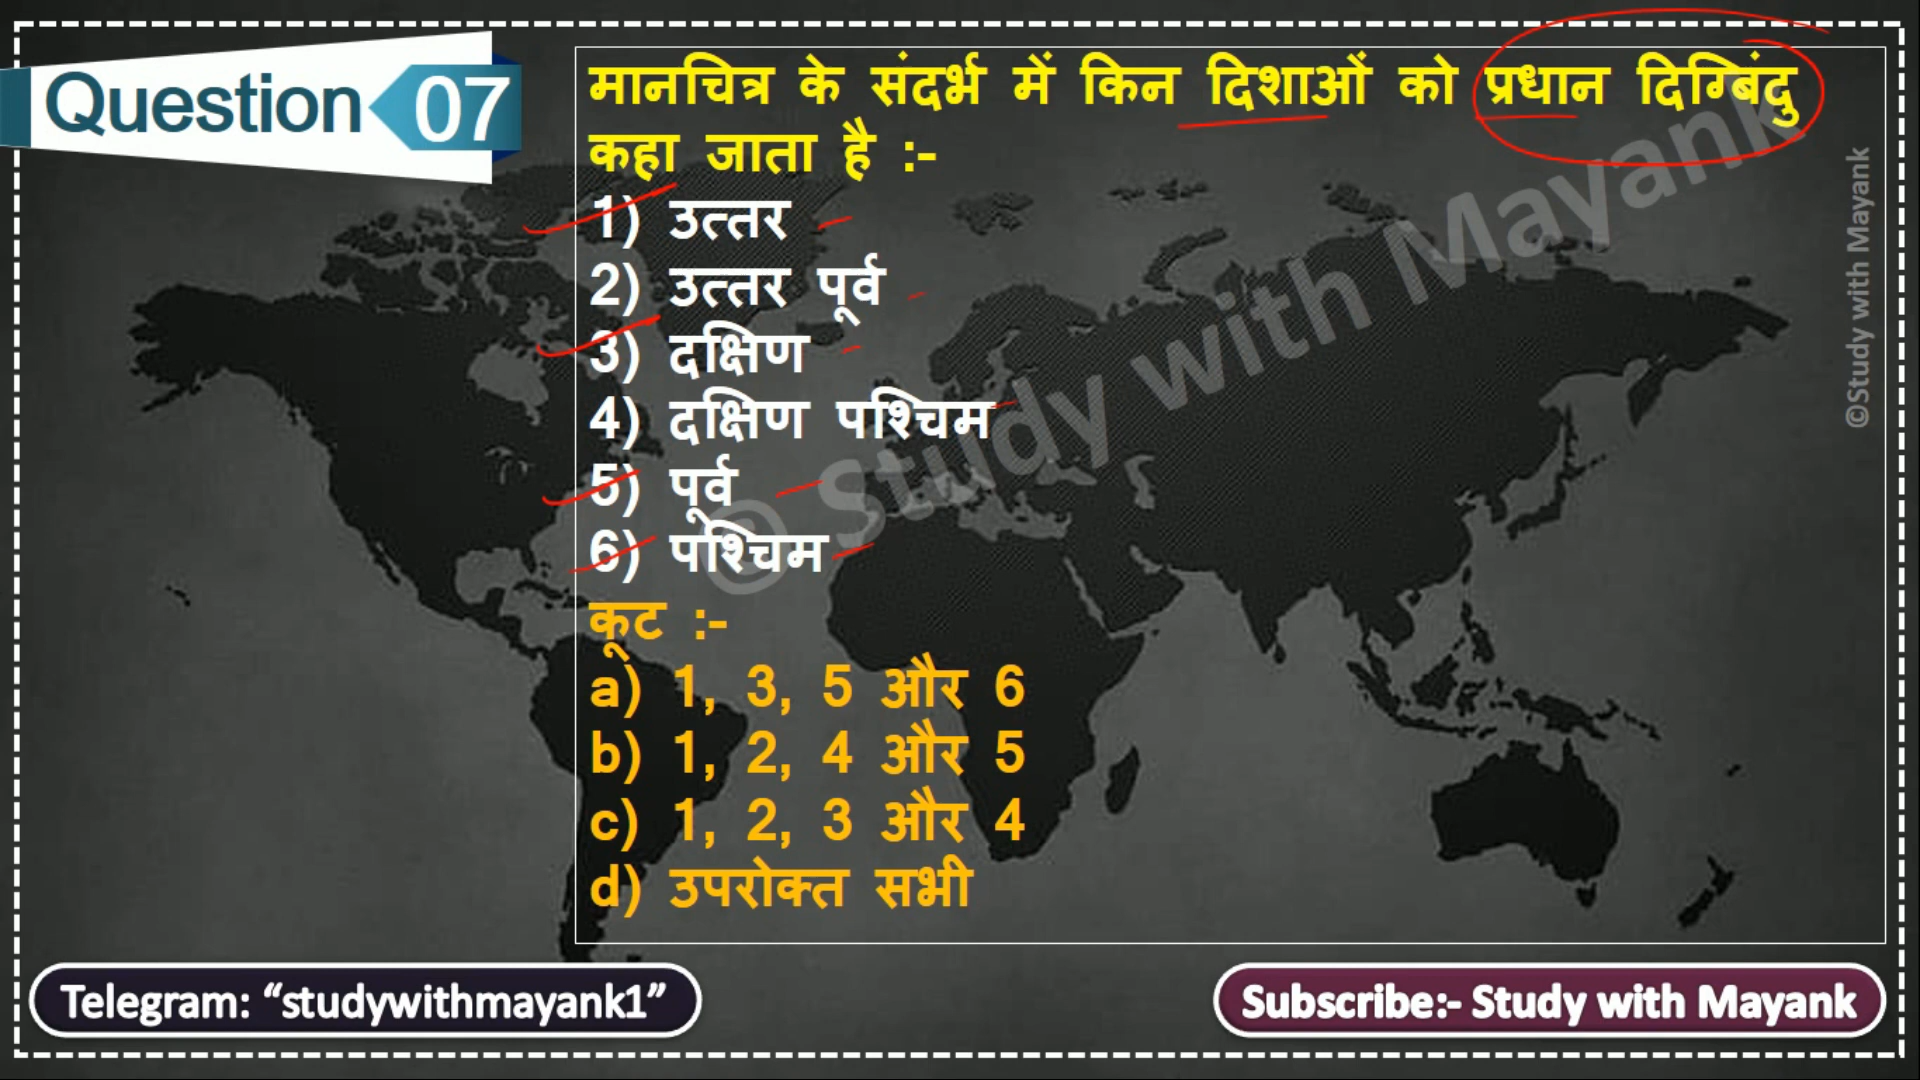 Question 07
मानचित्र के संदर्भ में किन दिशाओं को प्रधान दिग्बिंदु
कहा जाता है :-
1) उत्तर
2) उत्तर पूर्व
3) दक्षिण
4) दक्षिण पश्चिम
5) पूर्व
6) पश्चिम
कूट :-
a) 1, 3, 5 और 6
b) 1, 2, 4 और 5
c) 1, 2, 3 और 4
d) उपरोक्त सभी
© Study with Mayank
©Study with Mayank
Telegram: “studywithmayank1”
Subscribe:- Study with Mayank